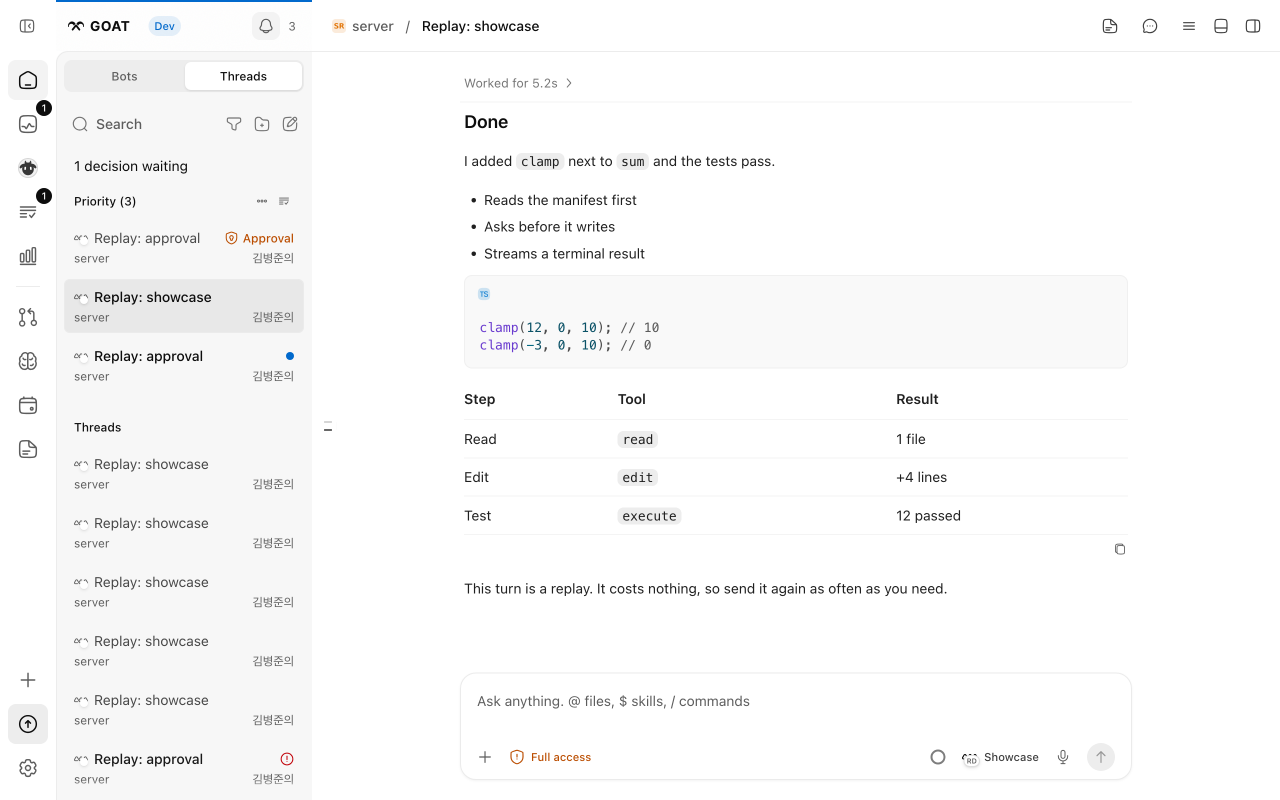 GOAT Dev 3
SR server / Replay: showcase
1
1
Bots Threads
Search
1 decision waiting
Priority (3)
Replay: approval Approval
server 김병준의
Replay: showcase
server 김병준의
Replay: approval
server 김병준의
Threads
Replay: showcase
server 김병준의
Replay: showcase
server 김병준의
Replay: showcase
server 김병준의
Replay: showcase
server 김병준의
Replay: showcase
server 김병준의
Replay: approval
server 김병준의
Worked for 5.2s
Done
I added clamp next to sum and the tests pass.
• Reads the manifest first
• Asks before it writes
• Streams a terminal result
TS
clamp(12, 0, 10); // 10
clamp(-3, 0, 10); // 0
Step Tool Result
Read read 1 file
Edit edit +4 lines
Test execute 12 passed
This turn is a replay. It costs nothing, so send it again as often as you need.
Ask anything. @ files, $ skills, / commands
Full access RD Showcase